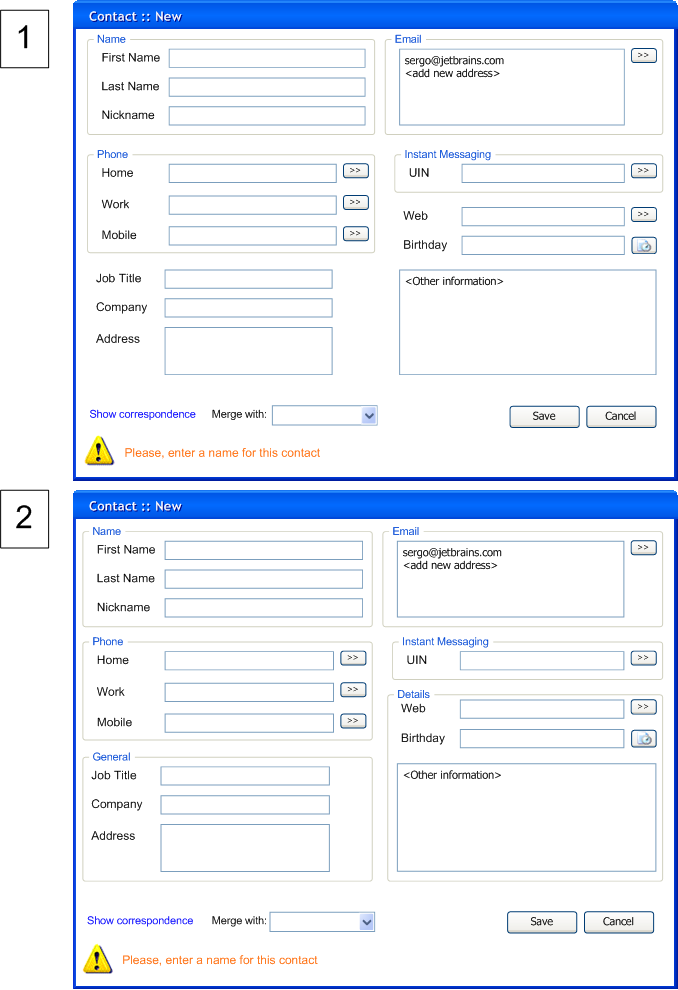 1
Contact :: New
Name
First Name
Last Name
Nickname
Email
sergo@jetbrains.com
<add new address>
>>
Phone
Home >>
Work >>
Mobile >>
Instant Messaging
UIN >>
Web >>
Birthday
Job Title
Company
Address
<Other information>
Show correspondence Merge with: Save Cancel
Please, enter a name for this contact
2
Contact :: New
Name
First Name
Last Name
Nickname
Email
sergo@jetbrains.com
<add new address>
>>
Phone
Home >>
Work >>
Mobile >>
Instant Messaging
UIN >>
Details
Web >>
Birthday
General
Job Title
Company
Address
<Other information>
Show correspondence Merge with: Save Cancel
Please, enter a name for this contact